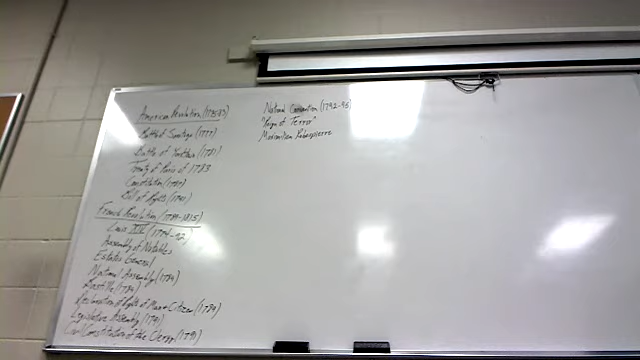 American Revolution (1775-83)
Battle of Saratoga (1777)
Battle of Yorktown (1781)
Treaty of Paris of 1783
Constitution (1787)
Bill of Rights (1791)
French Revolution (1789-1815)
Louis XVI (1774-92)
Assembly of Notables
Estates General
National Assembly (1789)
Bastille (1789)
Declaration of Rights of Man + Citizen (1789)
Legislative Assembly (1791)
Civil Constitution of the Clergy (1791)
National Convention (1792-95)
"Reign of Terror"
Maximilien Robespierre